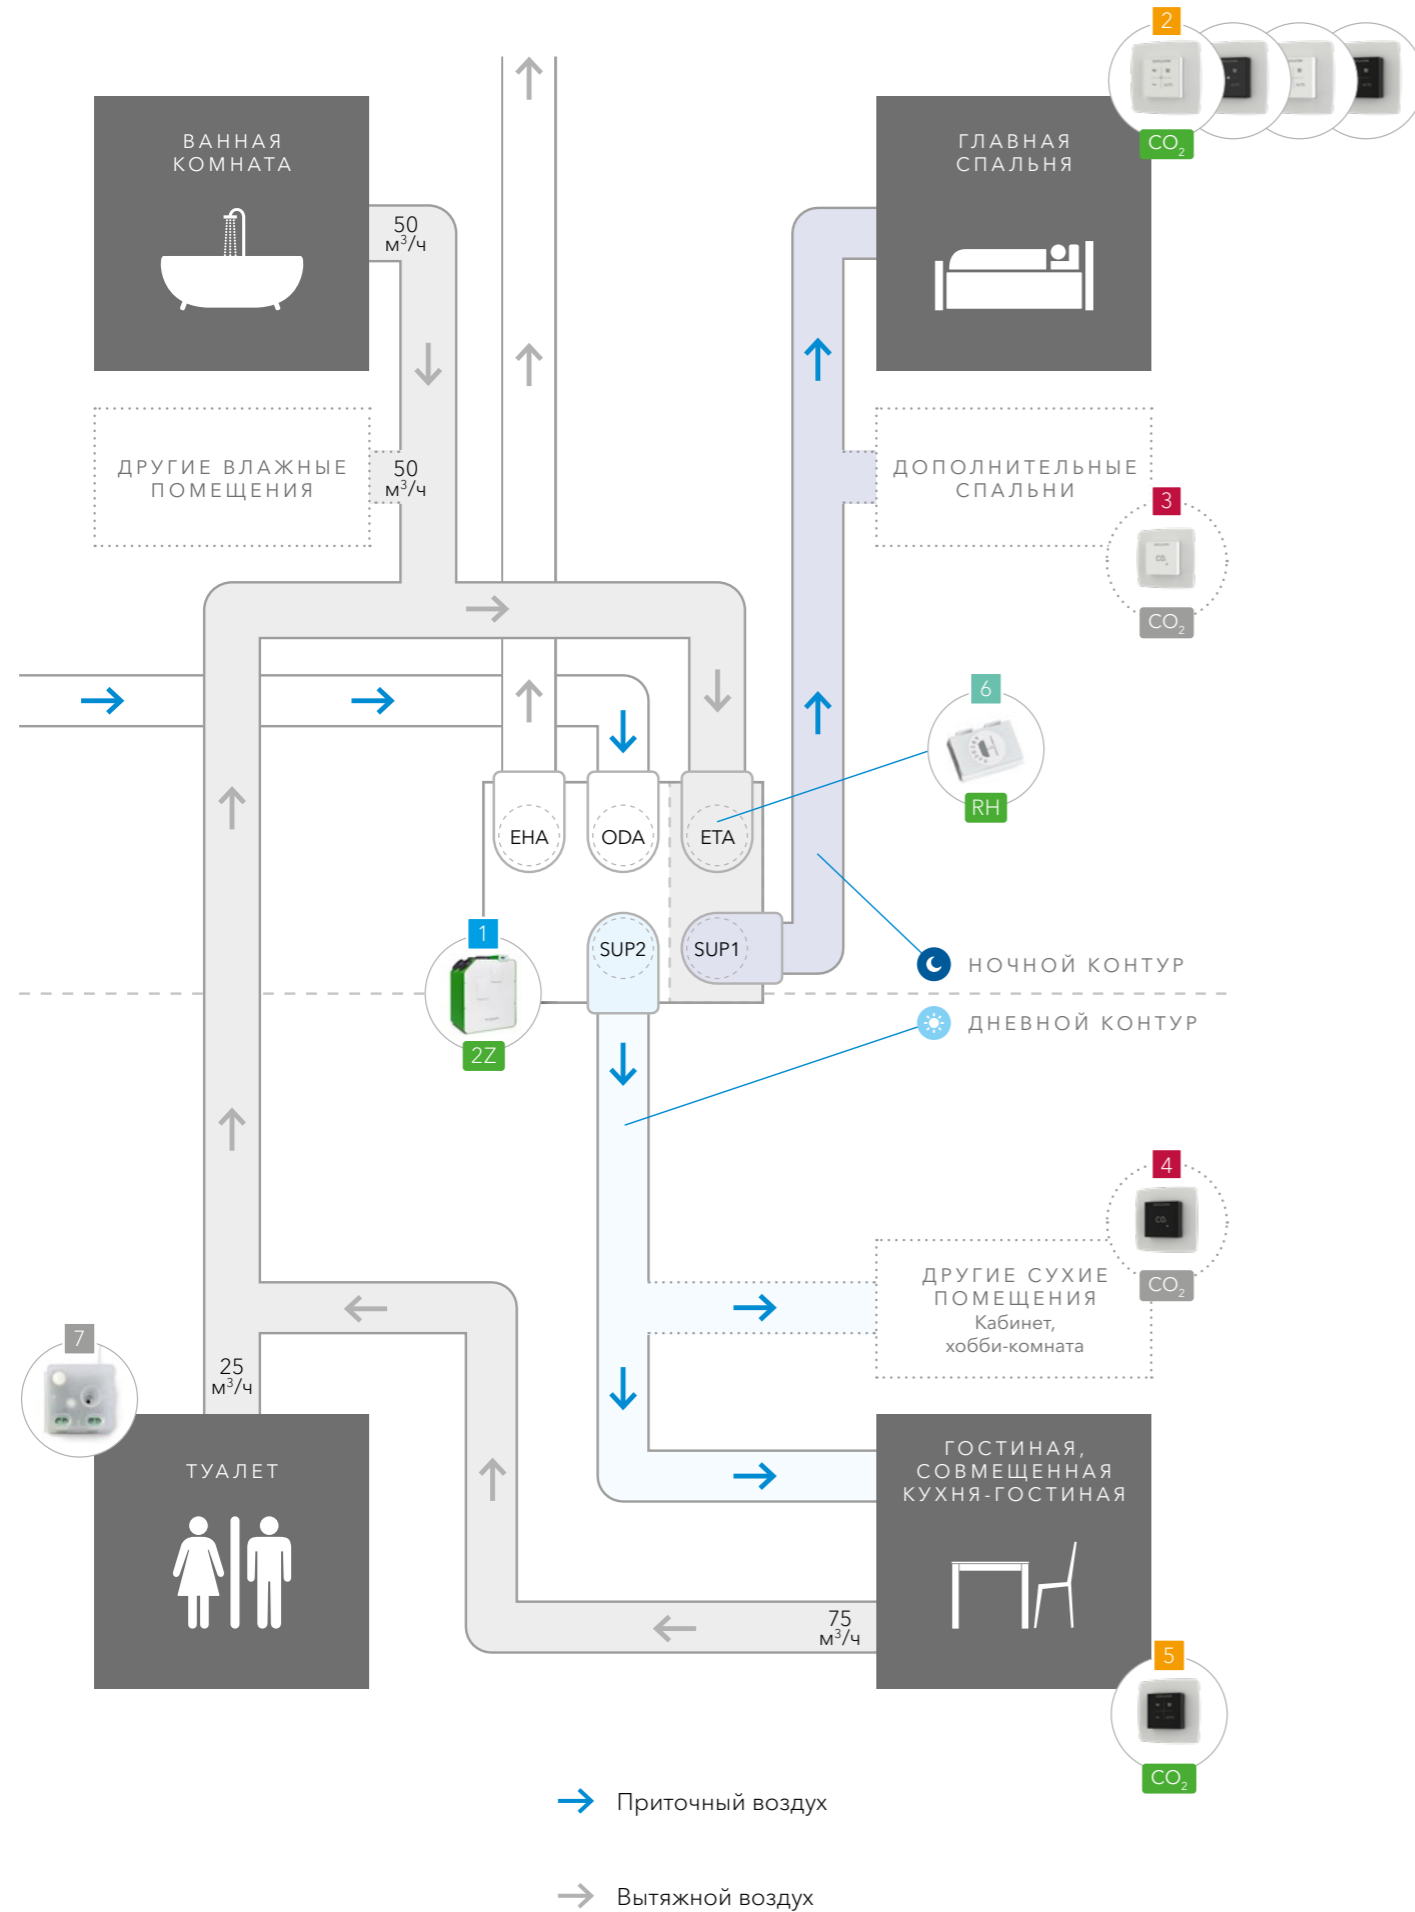 2
ВАННАЯ
КОМНАТА
ГЛАВНАЯ
СПАЛЬНЯ
CO2
50
м³/ч
ДРУГИЕ ВЛАЖНЫЕ
ПОМЕЩЕНИЯ
50
м³/ч
ДОПОЛНИТЕЛЬНЫЕ
СПАЛЬНИ
3
CO2
6
RH
EHA
ODA
ETA
1
SUP2
SUP1
2Z
НОЧНОЙ КОНТУР
ДНЕВНОЙ КОНТУР
4
ДРУГИЕ СУХИЕ
ПОМЕЩЕНИЯ
Кабинет,
хобби-комната
CO2
7
25
м³/ч
ТУАЛЕТ
ГОСТИНАЯ,
СОВМЕЩЕННАЯ
КУХНЯ-ГОСТИНАЯ
75
м³/ч
5
CO2
Приточный воздух
Вытяжной воздух